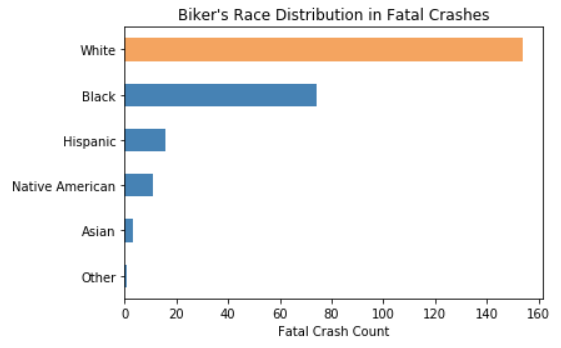 Biker's Race Distribution in Fatal Crashes
White
Black
Hispanic
Native American
Asian
Other
0 20 40 60 80 100 120 140 160
Fatal Crash Count